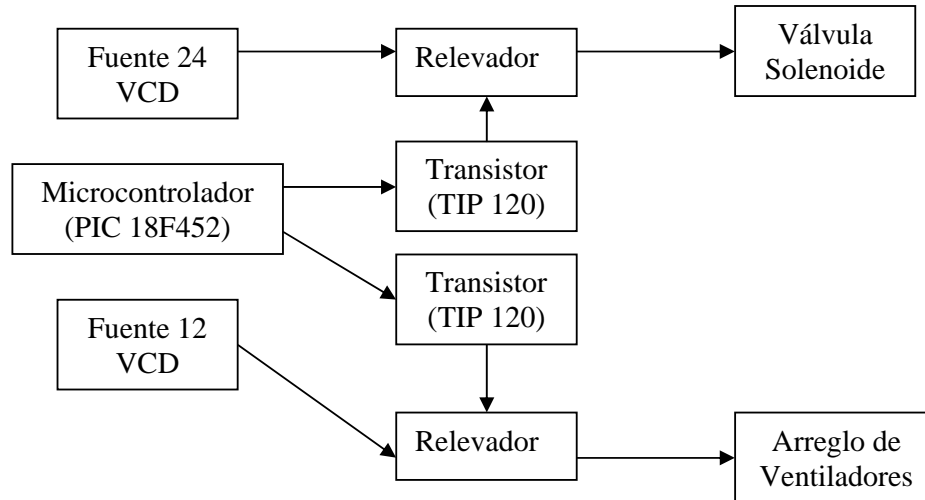 Fuente 24
VCD
Relevador
Válvula
Solenoide
Microcontrolador
(PIC 18F452)
Transistor
(TIP 120)
Transistor
(TIP 120)
Fuente 12
VCD
Relevador
Arreglo de
Ventiladores